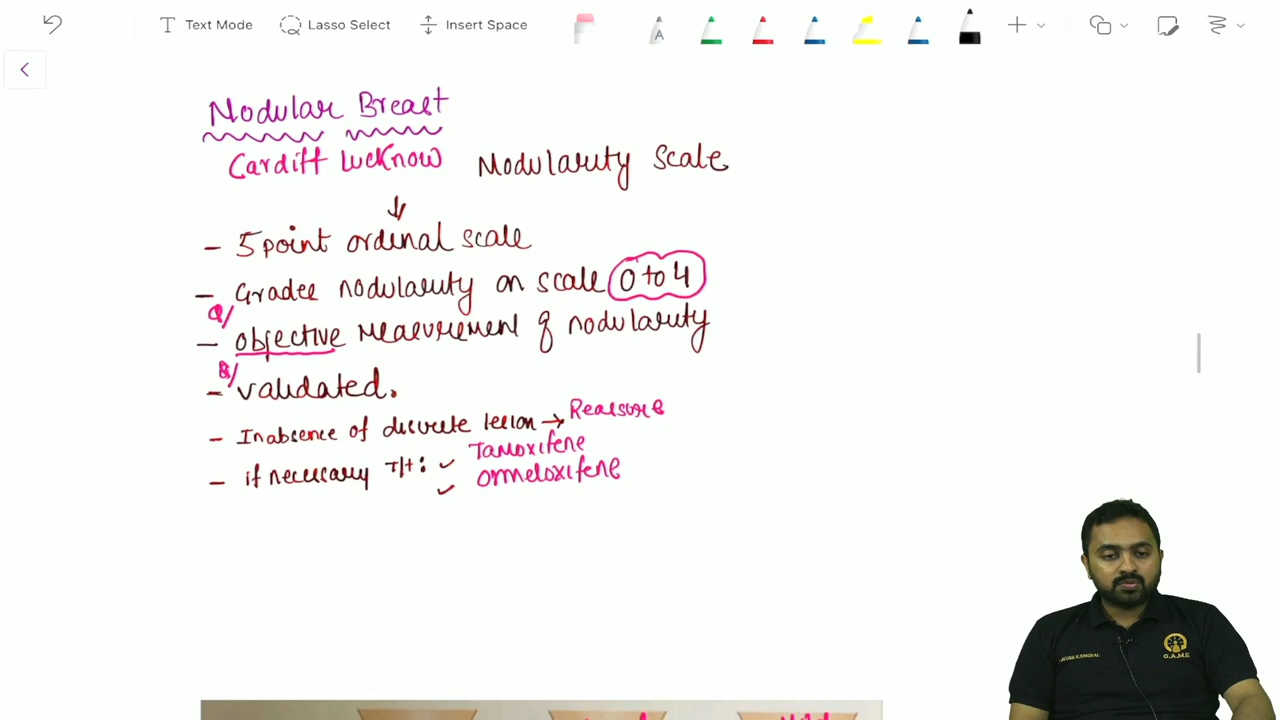 Text Mode Lasso Select Insert Space
A
Nodular Breast
Cardiff Lucknow Nodularity Scale
↓
- 5 point ordinal scale
- Grades nodularity on scale 0 to 4
Q/
- objective measurement of nodularity
Q/
- validated.
- In absence of discrete lesion → Reassure
- if necessary T/t: ✓ Tamoxifene
✓ Ormeloxifene
G.A.M.E